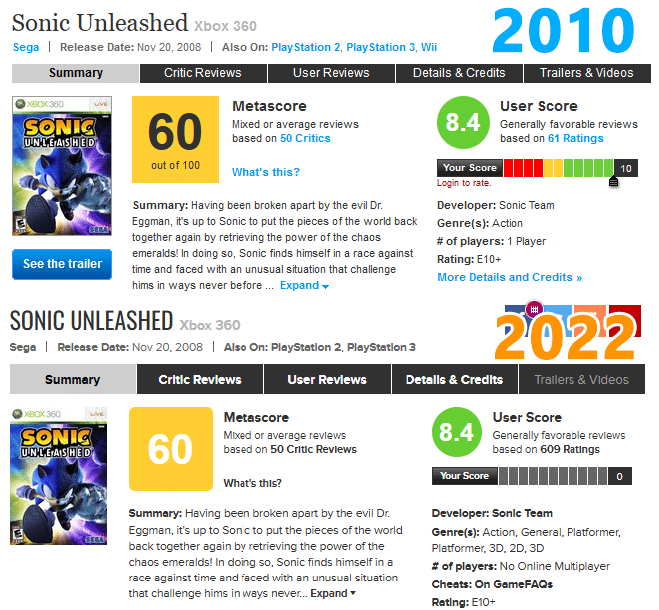 Sonic Unleashed Xbox 360
2010
Sega | Release Date: Nov 20, 2008 | Also On: PlayStation 2, PlayStation 3, Wii
Summary Critic Reviews User Reviews Details & Credits Trailers & Videos
XBOX 360 LIVE
SONIC
UNLEASHED
SEGA
See the trailer
60
out of 100
Metascore
Mixed or average reviews
based on 50 Critics
What's this?
Summary: Having been broken apart by the evil Dr.
Eggman, it's up to Sonic to put the pieces of the world back
together again by retrieving the power of the chaos
emeralds! In doing so, Sonic finds himself in a race against
time and faced with an unusual situation that challenge
hims in ways never before ... Expand
8.4
User Score
Generally favorable reviews
based on 61 Ratings
Your Score 10
Login to rate.
Developer: Sonic Team
Genre(s): Action
# of players: 1 Player
Rating: E10+
More Details and Credits »
SONIC UNLEASHED Xbox 360
2022
Sega | Release Date: Nov 20, 2008 | Also On: PlayStation 2, PlayStation 3
Summary Critic Reviews User Reviews Details & Credits Trailers & Videos
XBOX 360 LIVE
SONIC
UNLEASHED
SEGA
60
Metascore
Mixed or average reviews
based on 50 Critic Reviews
What's this?
Summary: Having been broken apart by the evil Dr.
Eggman, it's up to Sonic to put the pieces of the world
back together again by retrieving the power of the
chaos emeralds! In doing so, Sonic finds himself in a
race against time and faced with an unusual situation
that challenge hims in ways never... Expand
8.4
User Score
Generally favorable reviews
based on 609 Ratings
Your Score 0
Developer: Sonic Team
Genre(s): Action, General, Platformer,
Platformer, 3D, 2D, 3D
# of players: No Online Multiplayer
Cheats: On GameFAQs
Rating: E10+